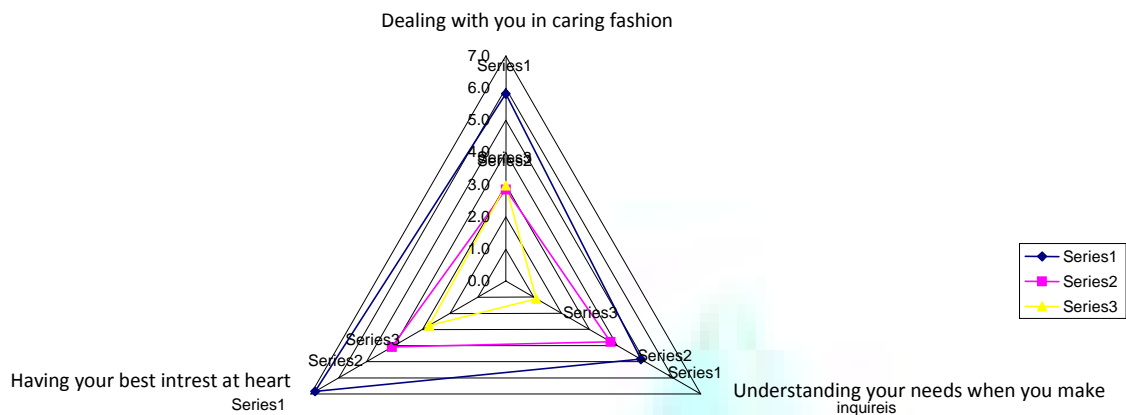 Dealing with you in caring fashion
7.0
Series1
6.0
5.0
4.0
Series3
Series2
3.0
2.0
1.0
0.0
Series3
Series3
Series2
Series2
Series1
Series1
Having your best intrest at heart
Understanding your needs when you make
inquireis
Series1
Series2
Series3